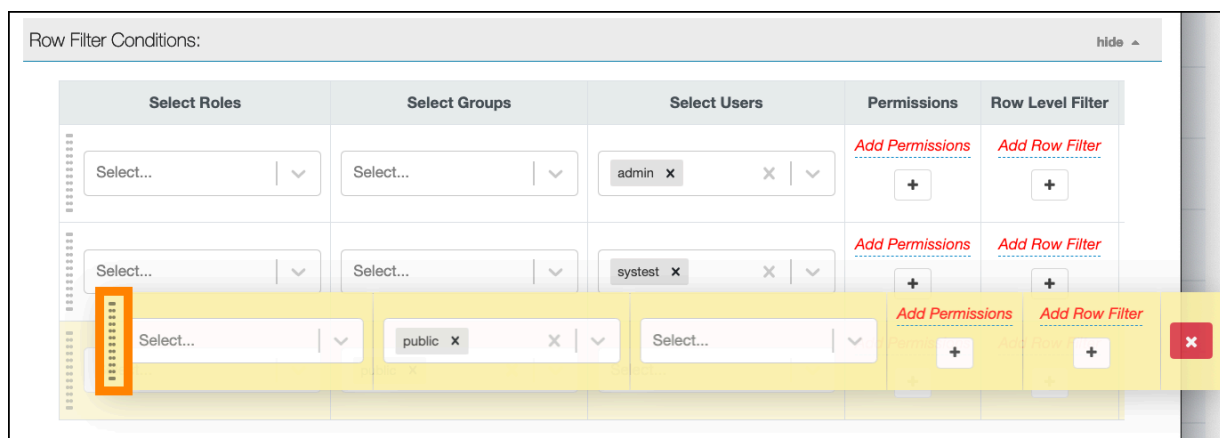 Row Filter Conditions: hide
Select Roles Select Groups Select Users Permissions Row Level Filter
Add Permissions Add Row Filter
Select... Select... admin x + +
Add Permissions Add Row Filter
Select... Select... systest x + +
Add Permissions Add Row Filter
Select... public x Select... + +
public x